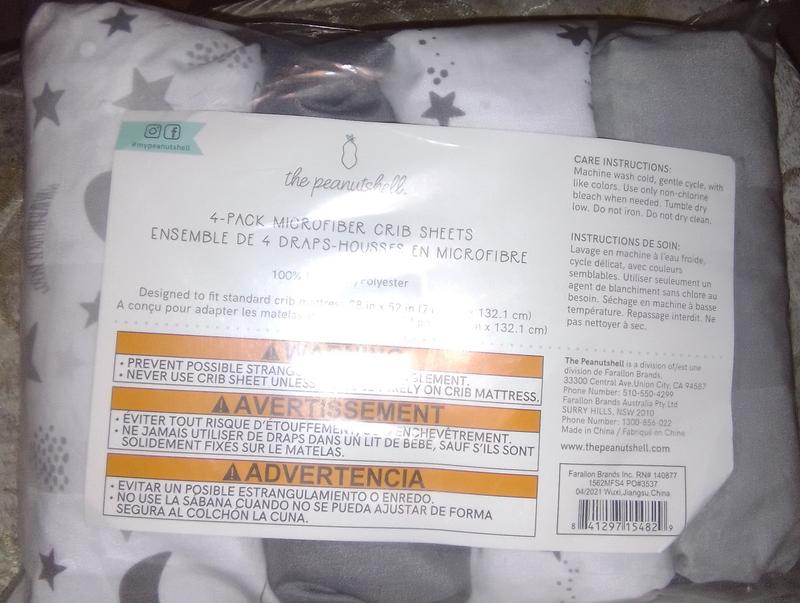 #mypeanutshell
the peanutshell.
4-PACK MICROFIBER CRIB SHEETS
ENSEMBLE DE 4 DRAPS-HOUSSES EN MICROFIBRE
100% Polyester
Designed to fit standard crib mattress 28 in x 52 in (7 x 132.1 cm)
A conçu pour adapter les matelas x 132.1 cm)
WARNING
• PREVENT POSSIBLE
• NEVER USE CRIB SHEET UNLESS ON CRIB MATTRESS.
AVERTISSEMENT
• ÉVITER TOUT RISQUE D'ÉTOUFFEMENT ENCHEVÊTREMENT.
• NE JAMAIS UTILISER DE DRAPS DANS UN LIT DE BÉBÉ, SAUF S'ILS SONT
SOLIDEMENT FIXÉS SUR LE MATELAS.
ADVERTENCIA
• EVITAR UN POSIBLE ESTRANGULAMIENTO O ENREDO.
• NO USE LA SÁBANA CUANDO NO SE PUEDA AJUSTAR DE FORMA
SEGURA AL COLCHÓN LA CUNA.
CARE INSTRUCTIONS:
Machine wash cold, gentle cycle, with
like colors. Use only non-chlorine
bleach when needed. Tumble dry
low. Do not iron. Do not dry clean.
INSTRUCTIONS DE SOIN:
Lavage en machine à l'eau froide,
cycle délicat, avec couleurs
semblables. Utiliser seulement un
agent de blanchiment sans chlore au
besoin. Séchage en machine à basse
température. Repassage interdit. Ne
pas nettoyer à sec.
The Peanutshell is a division of/est une
division de Farallon Brands.
33300 Central Ave.Union City, CA 94587
Phone Number: 510-550-4299
Farallon Brands Australia Pty Ltd
SURRY HILLS, NSW 2010
Phone Number: 1300-856-022
Made in China / Fabriqué en Chine
www.thepeanutshell.com
Farallon Brands Inc. RN# 140877
1562MFS4 PO#3537
04/2021 Wuxi,Jiangsu,China
8 41297 15482 9